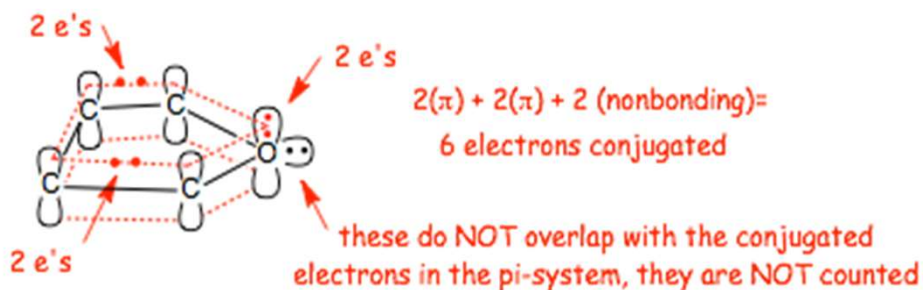 2 e's
2 e's
C
C
2(π) + 2(π) + 2 (nonbonding)=
6 electrons conjugated
O
C
C
these do NOT overlap with the conjugated
2 e's
electrons in the pi-system, they are NOT counted